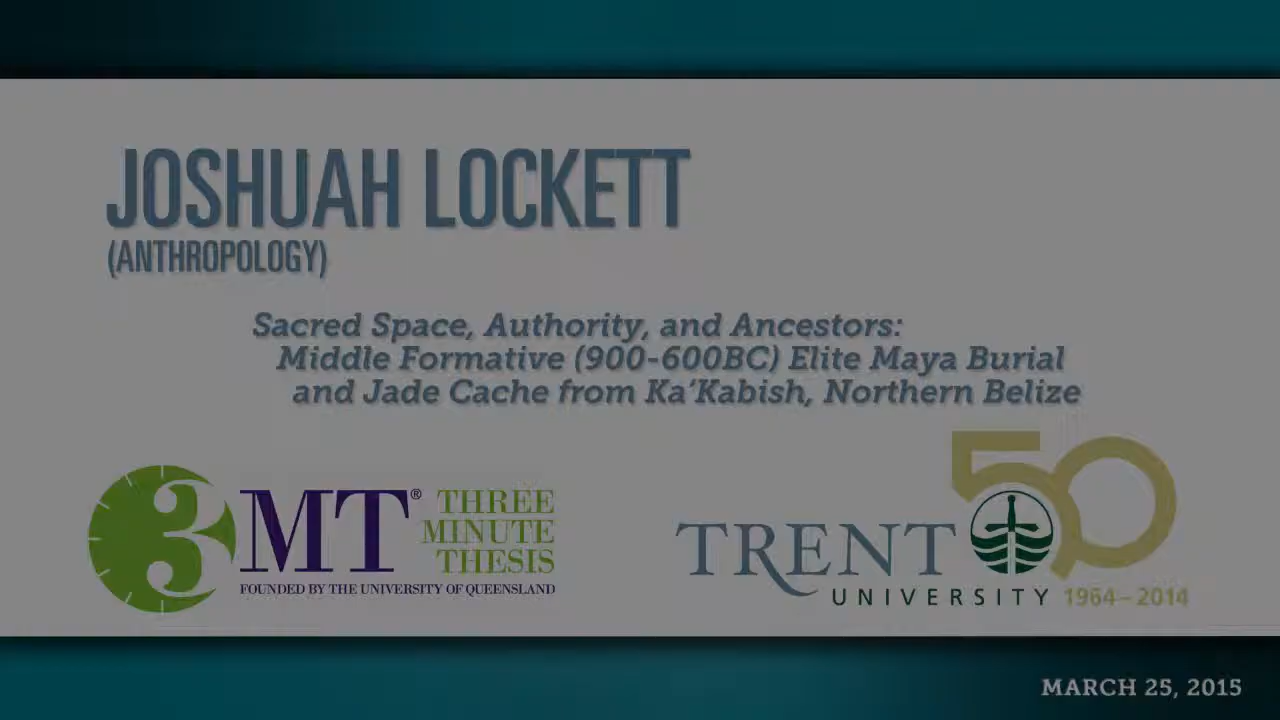 JOSHUAH LOCKETT
(ANTHROPOLOGY)
Sacred Space, Authority, and Ancestors:
Middle Formative (900-600BC) Elite Maya Burial
and Jade Cache from Ka'Kabish, Northern Belize
3MT® THREE
MINUTE
THESIS
FOUNDED BY THE UNIVERSITY OF QUEENSLAND
50
TRENT
UNIVERSITY 1964–2014
MARCH 25, 2015